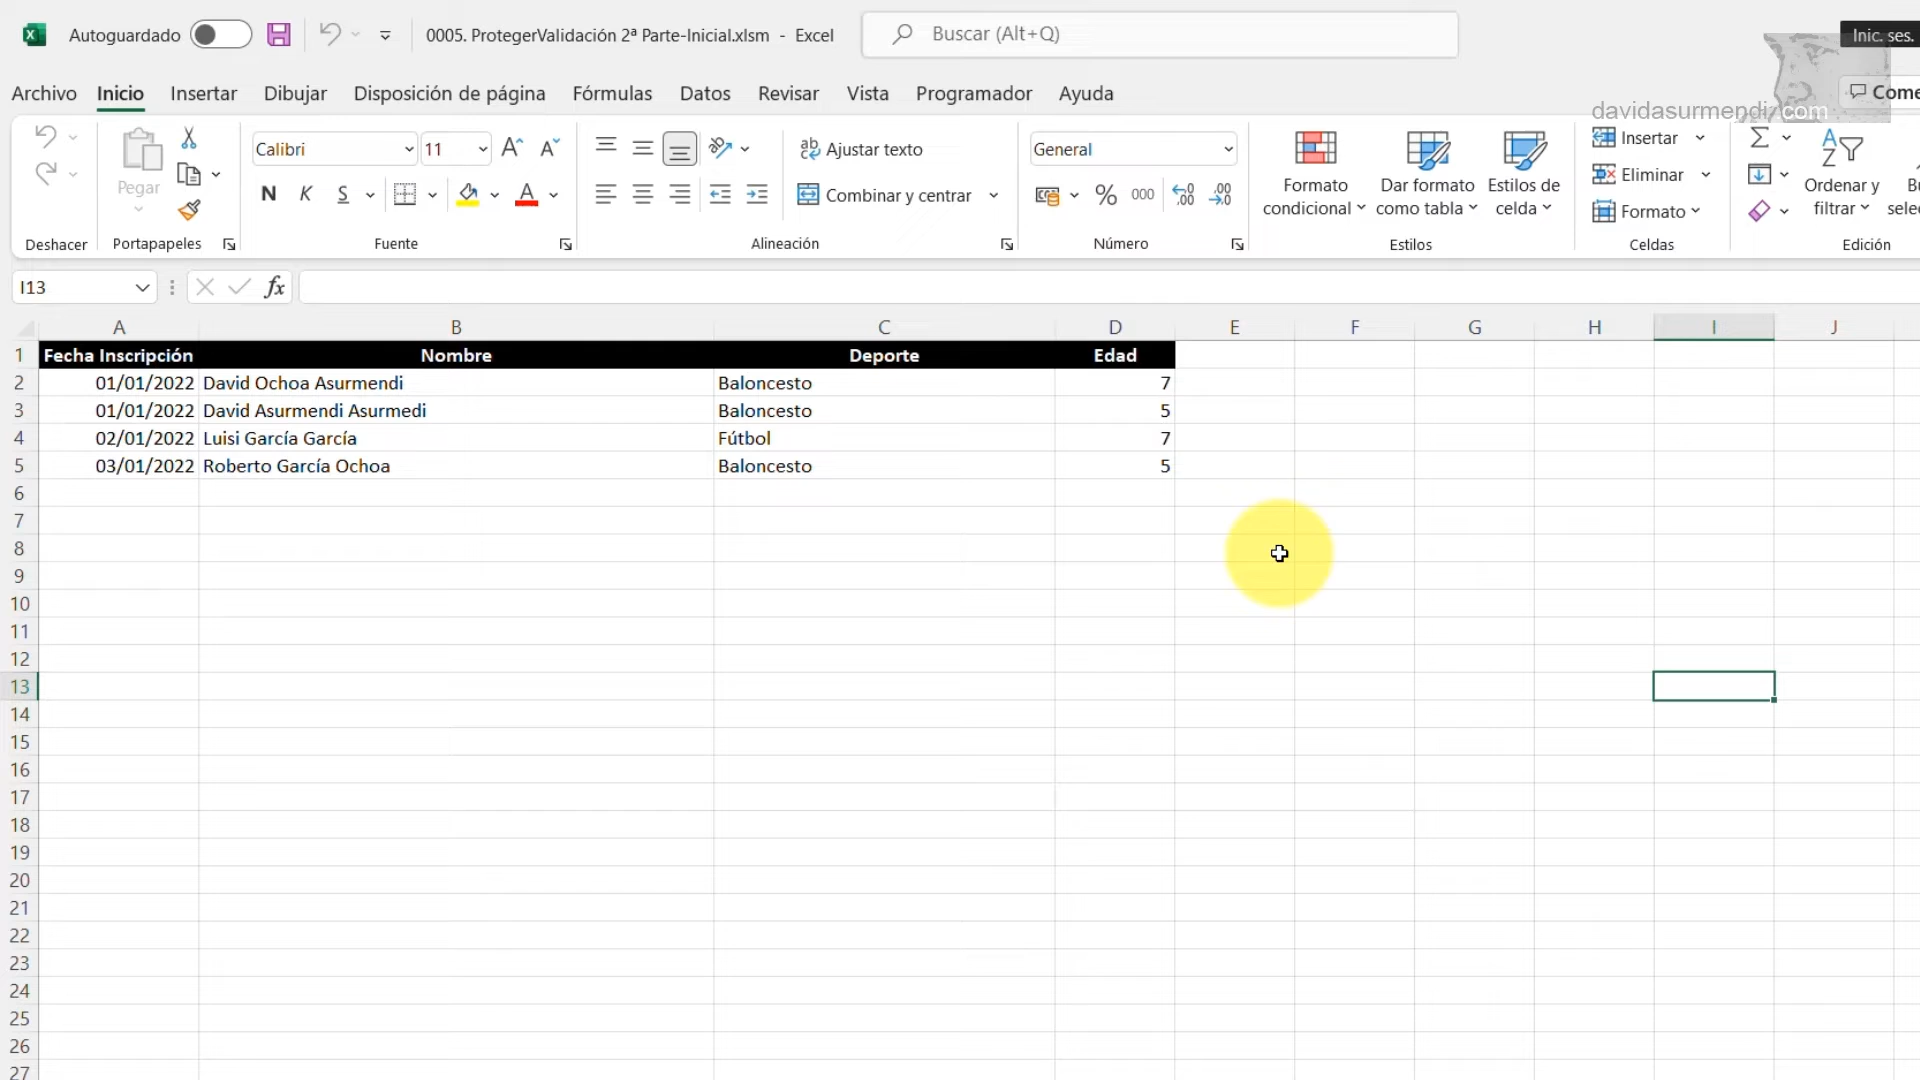 Autoguardado
0005. ProtegerValidación 2ª Parte-Inicial.xlsm - Excel
Buscar (Alt+Q)
Inic. ses.
Archivo Inicio Insertar Dibujar Disposición de página Fórmulas Datos Revisar Vista Programador Ayuda
davidasurmendi.com
Pegar
Calibri 11
N K S
Ajustar texto
Combinar y centrar
General
% 000
Formato condicional
Dar formato como tabla
Estilos de celda
Insertar
Eliminar
Formato
Ordenar y filtrar
Deshacer Portapapeles Fuente Alineación Número Estilos Celdas Edición
I13 fx
A B C D E F G H I J
1 Fecha Inscripción Nombre Deporte Edad
2 01/01/2022 David Ochoa Asurmendi Baloncesto 7
3 01/01/2022 David Asurmendi Asurmedi Baloncesto 5
4 02/01/2022 Luisi García García Fútbol 7
5 03/01/2022 Roberto García Ochoa Baloncesto 5
6
7
8
9
10
11
12
13
14
15
16
17
18
19
20
21
22
23
24
25
26
27